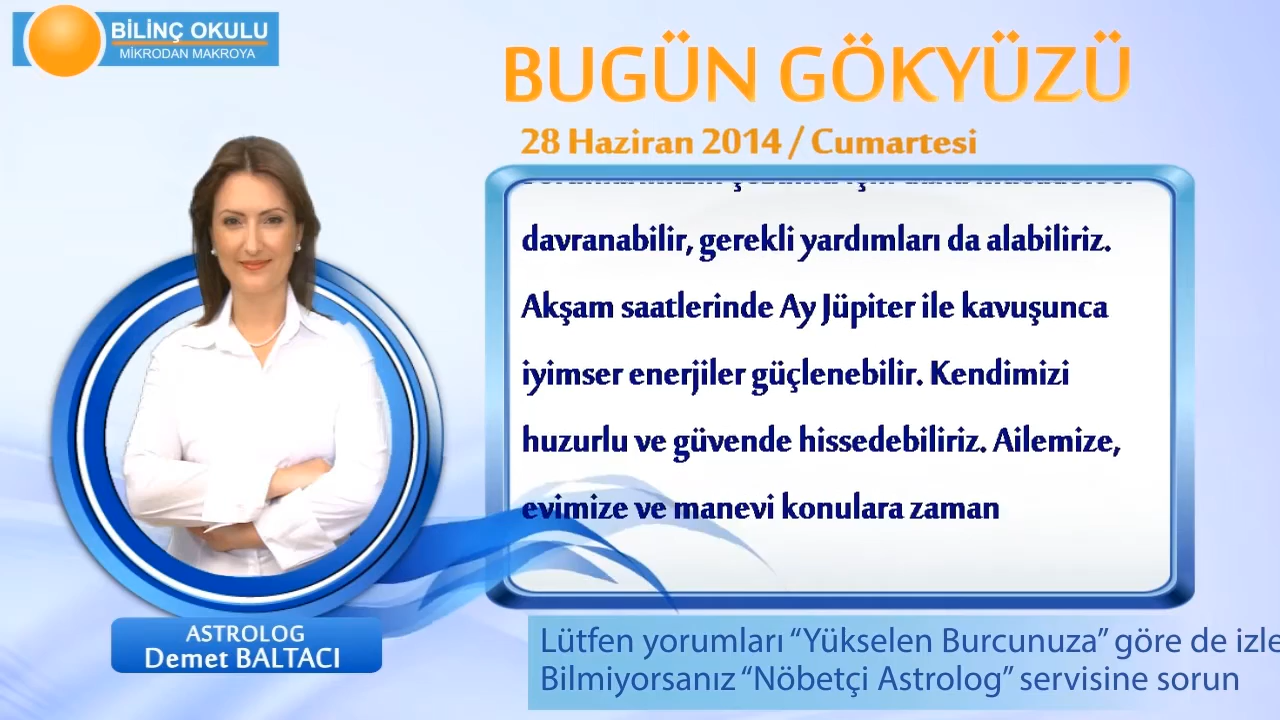 BİLİNÇ OKULU
MİKRODAN MAKROYA
BUGÜN GÖKYÜZÜ
28 Haziran 2014 / Cumartesi
davranabilir, gerekli yardımları da alabiliriz.
Akşam saatlerinde Ay Jüpiter ile kavuşunca
iyimser enerjiler güçlenebilir. Kendimizi
huzurlu ve güvende hissedebiliriz. Ailemize,
evimize ve manevi konulara zaman
ASTROLOG
Demet BALTACI
Lütfen yorumları “Yükselen Burcunuza” göre de izle
Bilmiyorsanız “Nöbetçi Astrolog” servisine sorun